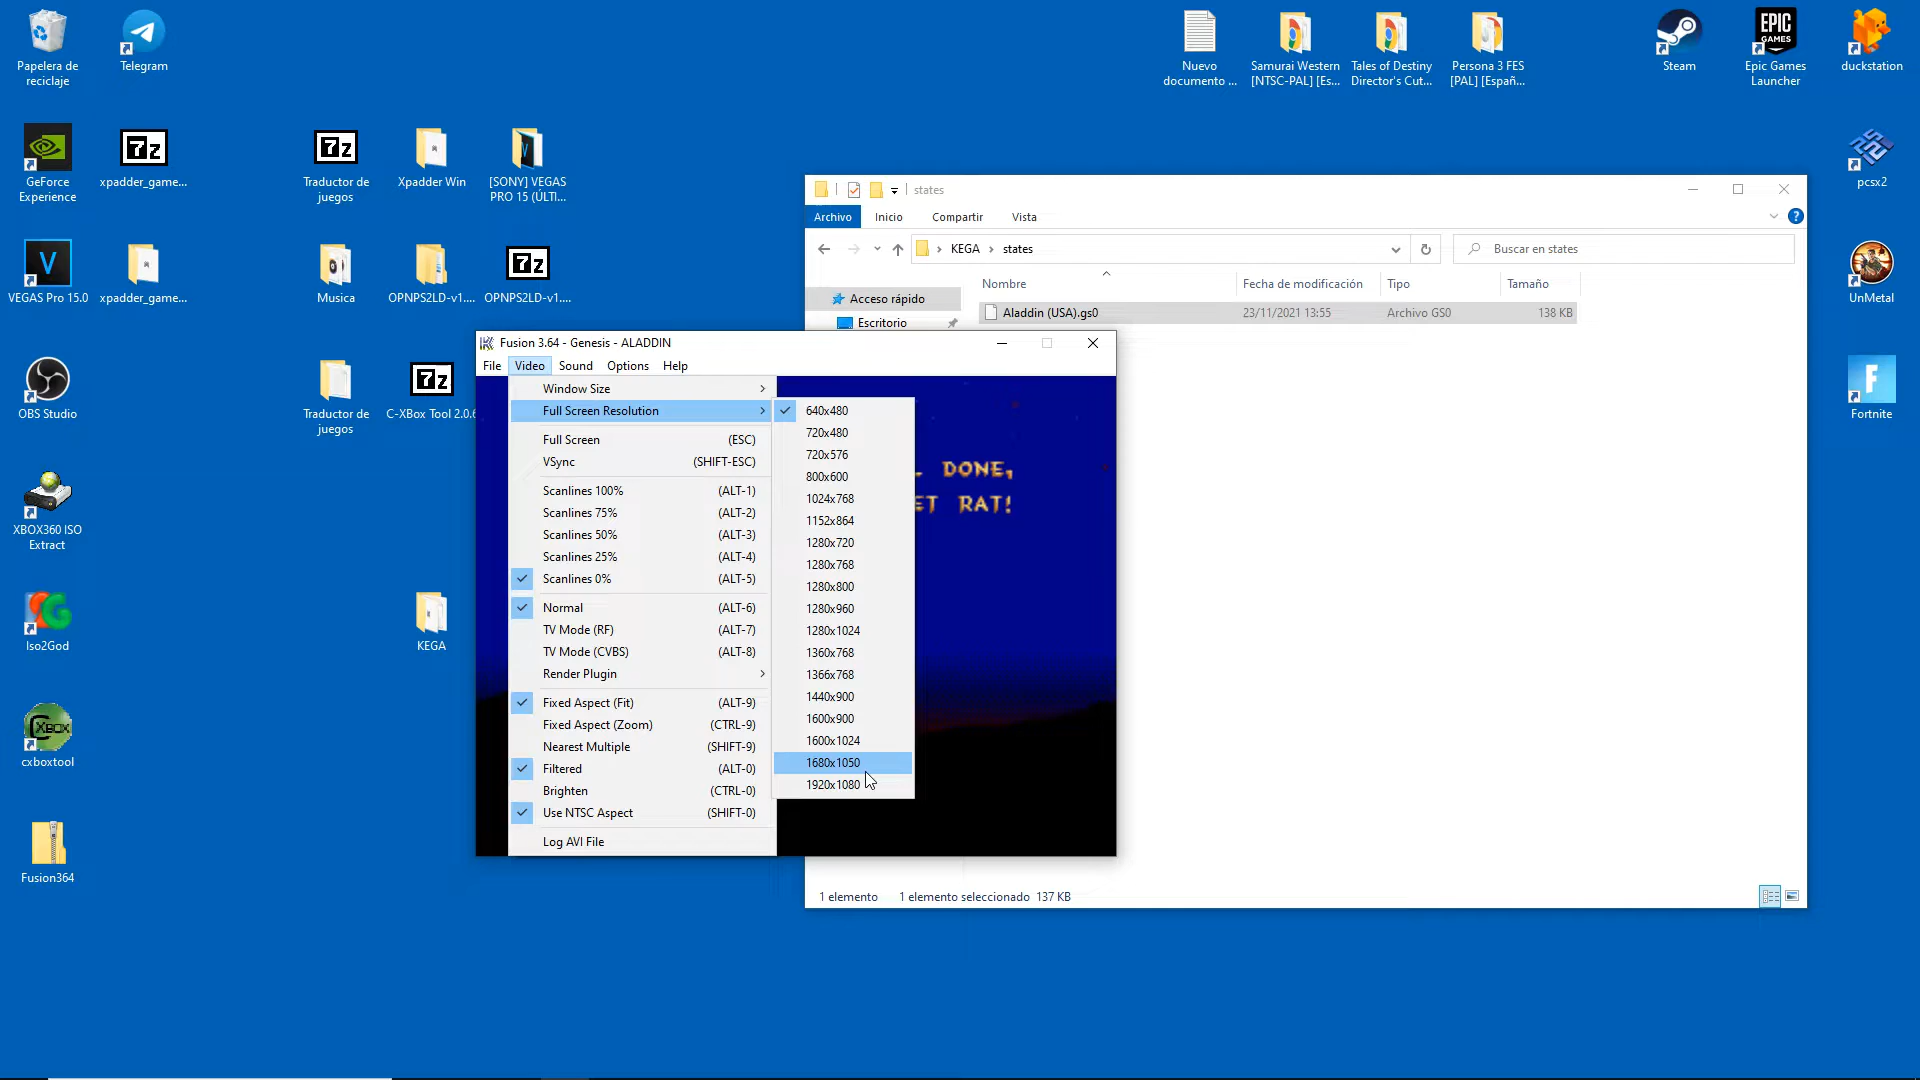 Papelera de
reciclaje
Telegram
Nuevo
documento ...
Samurai Western
[NTSC-PAL] [Es...
Tales of Destiny
Director's Cut...
Persona 3 FES
[PAL] [Españ...
Steam
EPIC
GAMES
Epic Games
Launcher
duckstation
GeForce
Experience
7z
xpadder_game...
7z
Traductor de
juegos
Xpadder Win
[SONY] VEGAS
PRO 15 (ÚLTI...
pcsx2
V
VEGAS Pro 15.0
xpadder_game...
Musica
OPNPS2LD-v1....
7z
OPNPS2LD-v1....
UnMetal
OBS Studio
Traductor de
juegos
7z
C-XBox Tool 2.0.6
Fortnite
XBOX360 ISO
Extract
Iso2God
KEGA
CXBOX
cxboxtool
Fusion364
states
Archivo
Inicio
Compartir
Vista
KEGA
states
Buscar en states
Nombre
Fecha de modificación
Tipo
Tamaño
Acceso rápido
Escritorio
Aladdin (USA).gs0
23/11/2021 13:55
Archivo GS0
138 KB
1 elemento
1 elemento seleccionado 137 KB
Fusion 3.64 - Genesis - ALADDIN
File
Video
Sound
Options
Help
Window Size
Full Screen Resolution
Full Screen (ESC)
VSync (SHIFT-ESC)
Scanlines 100% (ALT-1)
Scanlines 75% (ALT-2)
Scanlines 50% (ALT-3)
Scanlines 25% (ALT-4)
Scanlines 0% (ALT-5)
Normal (ALT-6)
TV Mode (RF) (ALT-7)
TV Mode (CVBS) (ALT-8)
Render Plugin
Fixed Aspect (Fit) (ALT-9)
Fixed Aspect (Zoom) (CTRL-9)
Nearest Multiple (SHIFT-9)
Filtered (ALT-0)
Brighten (CTRL-0)
Use NTSC Aspect (SHIFT-0)
Log AVI File
640x480
720x480
720x576
800x600
1024x768
1152x864
1280x720
1280x768
1280x800
1280x960
1280x1024
1360x768
1366x768
1440x900
1600x900
1600x1024
1680x1050
1920x1080
L DONE,
ET RAT!